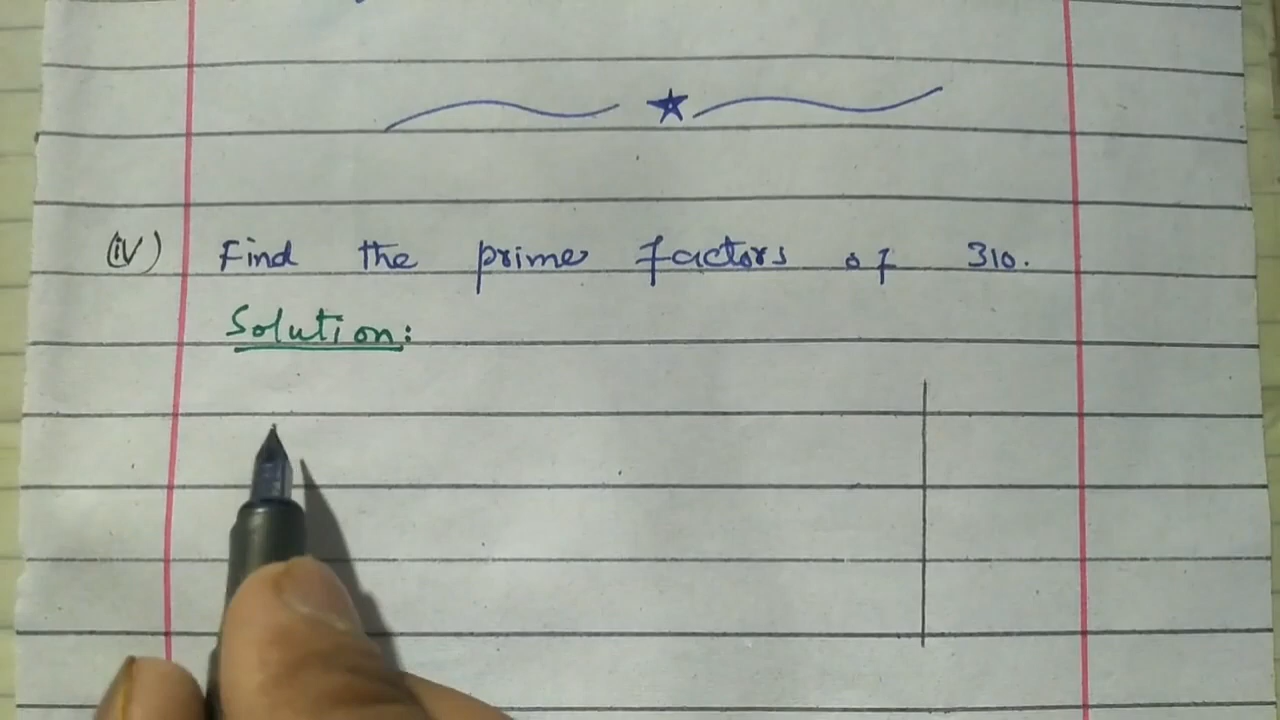 (iv) Find the prime factors of 310.
Solution: